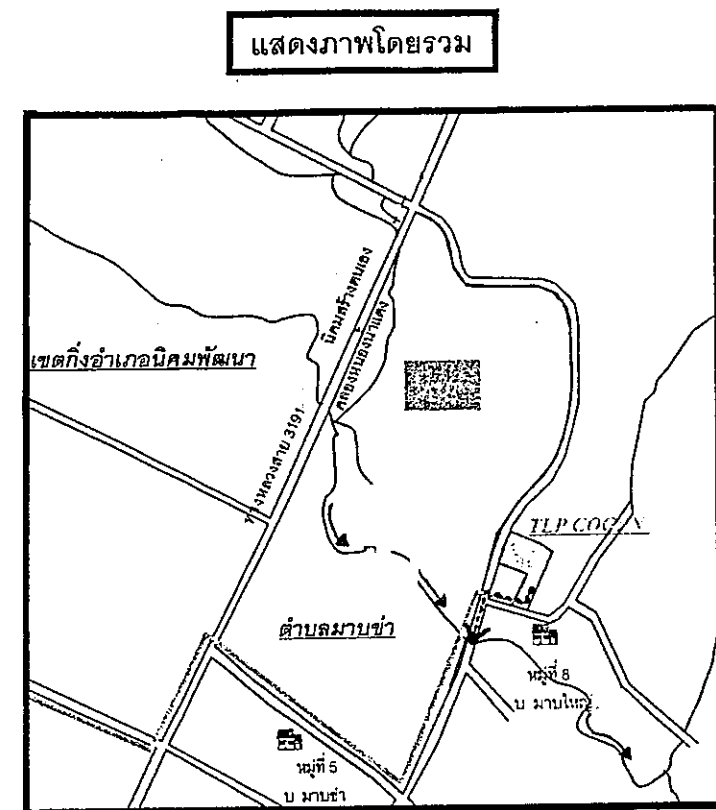 แสดงภาพโดยรวม
นิคมสร้างตนเอง
คลองหนองนาแดง
เขตกิ่งอำเภอนิคมพัฒนา
ทางหลวงสาย 3191
TLP COGEN
ตำบลมาบข่า
หมู่ที่ 8
บ มาบใหญ่
หมู่ที่ 5
บ มาบข่า